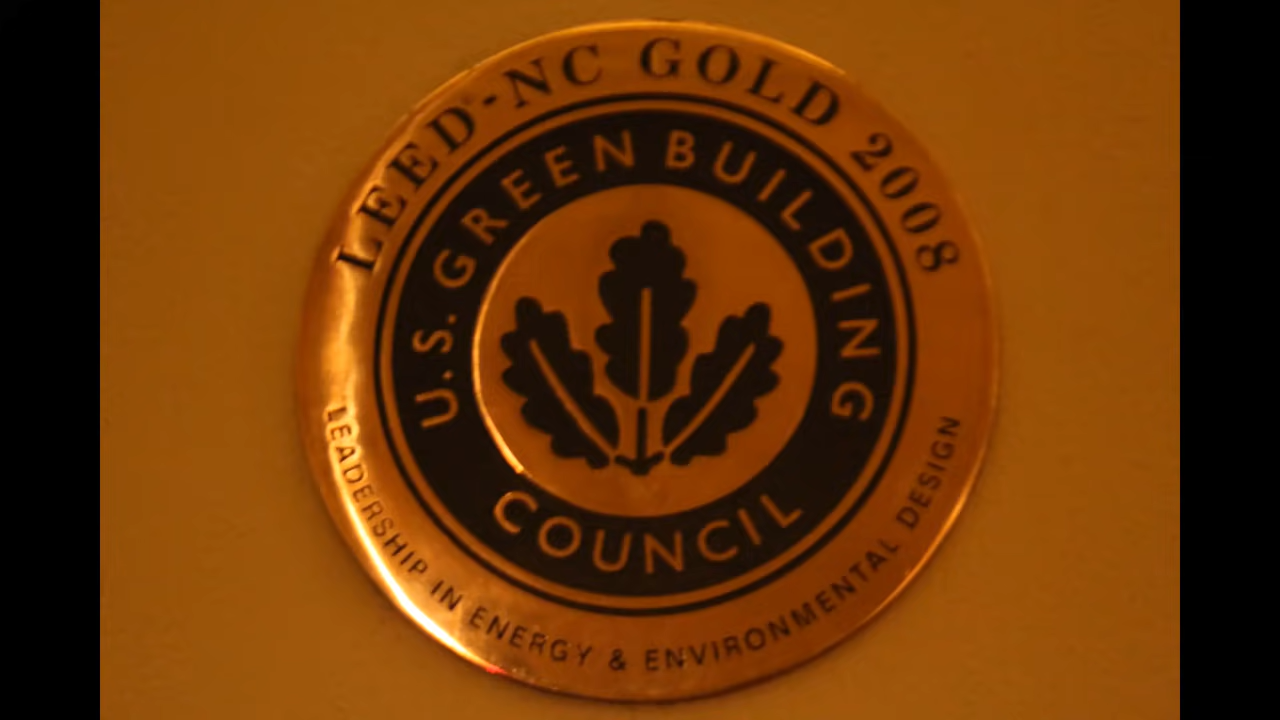 LEED-NC GOLD 2008
U.S. GREEN BUILDING
COUNCIL
LEADERSHIP IN ENERGY & ENVIRONMENTAL DESIGN